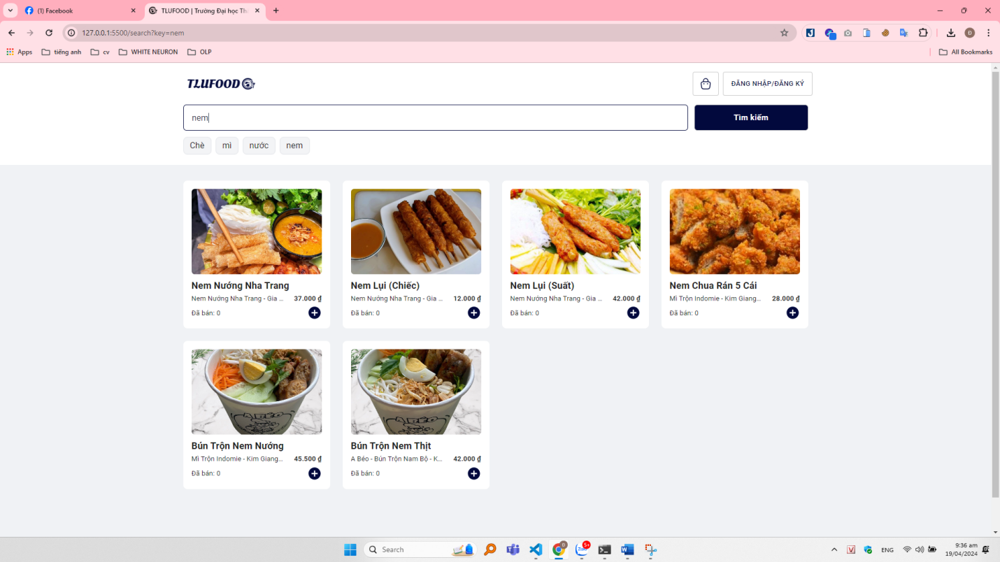 (1) Facebook
TLUFOOD | Trường Đại học Th
127.0.0.1:5500/search?key=nem
Apps
tiếng anh
cv
WHITE NEURON
OLP
All Bookmarks
TLUFOOD
ĐĂNG NHẬP/ĐĂNG KÝ
nem
Tìm kiếm
Chè
mì
nước
nem
Nem Nướng Nha Trang
Nem Nướng Nha Trang - Gia ... 37.000 ₫
Đã bán: 0
Nem Lụi (Chiếc)
Nem Nướng Nha Trang - Gia ... 12.000 ₫
Đã bán: 0
Nem Lụi (Suất)
Nem Nướng Nha Trang - Gia ... 42.000 ₫
Đã bán: 0
Nem Chua Rán 5 Cái
Mì Trộn Indomie - Kim Giang... 28.000 ₫
Đã bán: 0
Bún Trộn Nem Nướng
Mì Trộn Indomie - Kim Giang... 45.500 ₫
Đã bán: 0
Bún Trộn Nem Thịt
A Béo - Bún Trộn Nam Bộ - K... 42.000 ₫
Đã bán: 0
Search
5+
ENG
9:36 am
19/04/2024